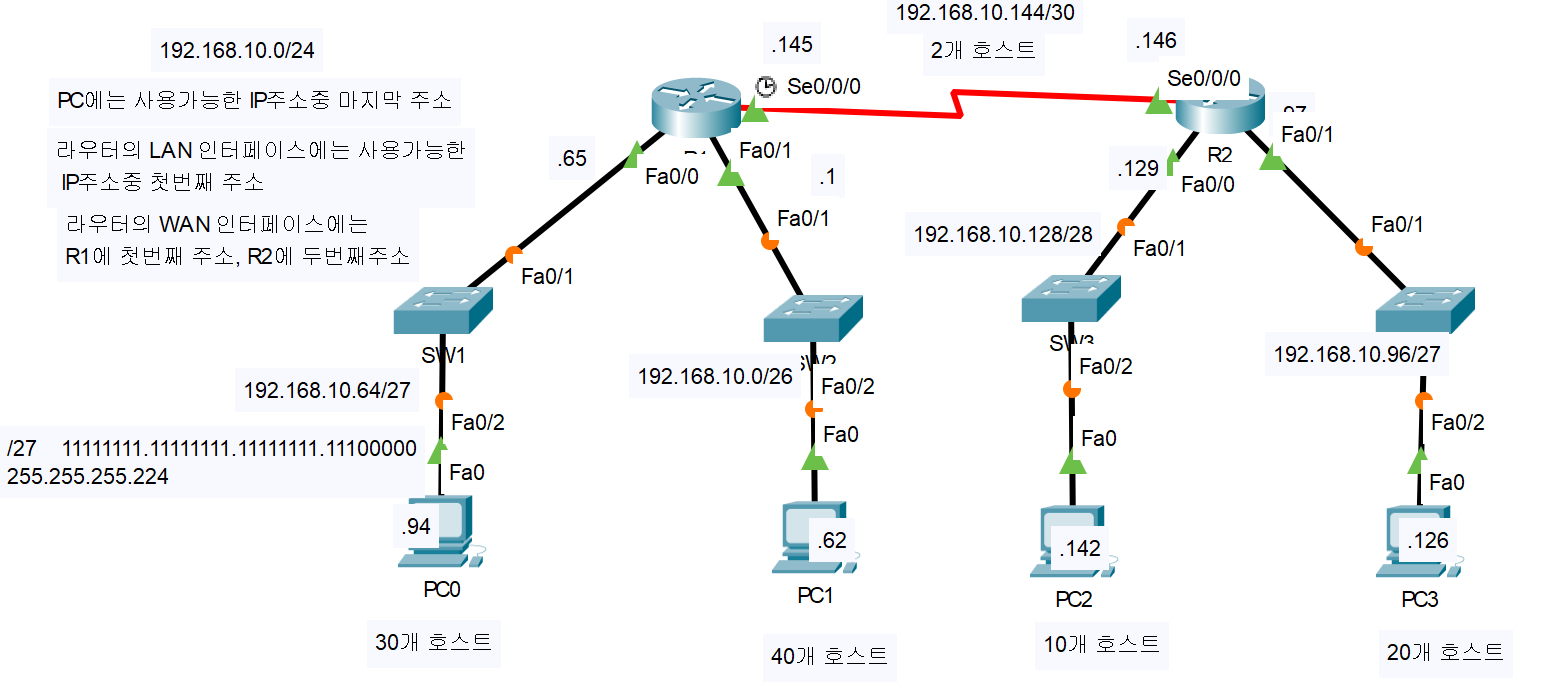 192.168.10.0/24
PC에는 사용가능한 IP주소중 마지막 주소
라우터의 LAN 인터페이스에는 사용가능한
IP주소중 첫번째 주소
라우터의 WAN 인터페이스에는
R1에 첫번째 주소, R2에 두번째주소
192.168.10.144/30
2개 호스트
.145
.146
Se0/0/0
Se0/0/0
.65
Fa0/0
Fa0/1
.1
R2
Fa0/1
.129
Fa0/0
Fa0/1
Fa0/1
192.168.10.128/28
Fa0/1
Fa0/1
SW1
SW2
SW3
192.168.10.64/27
192.168.10.0/26
192.168.10.96/27
Fa0/2
Fa0/2
Fa0/2
Fa0/2
/27 11111111.11111111.11111111.11100000
255.255.255.224
Fa0
Fa0
Fa0
Fa0
.94
.62
.142
.126
PC0
PC1
PC2
PC3
30개 호스트
40개 호스트
10개 호스트
20개 호스트